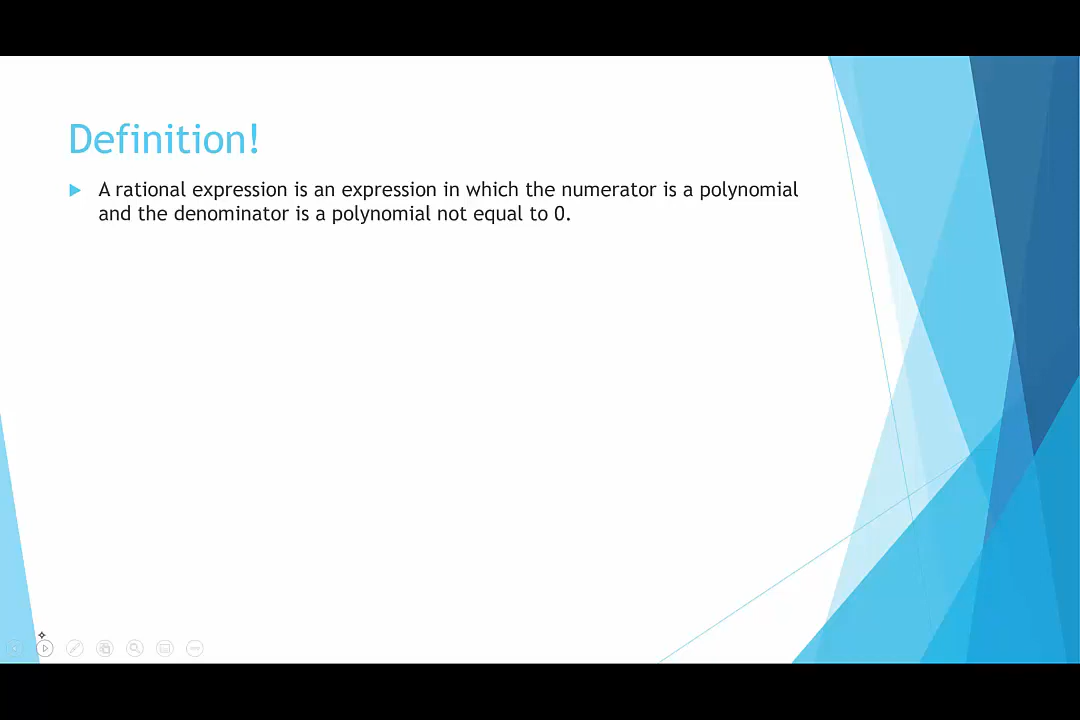 Definition!
A rational expression is an expression in which the numerator is a polynomial
and the denominator is a polynomial not equal to 0.